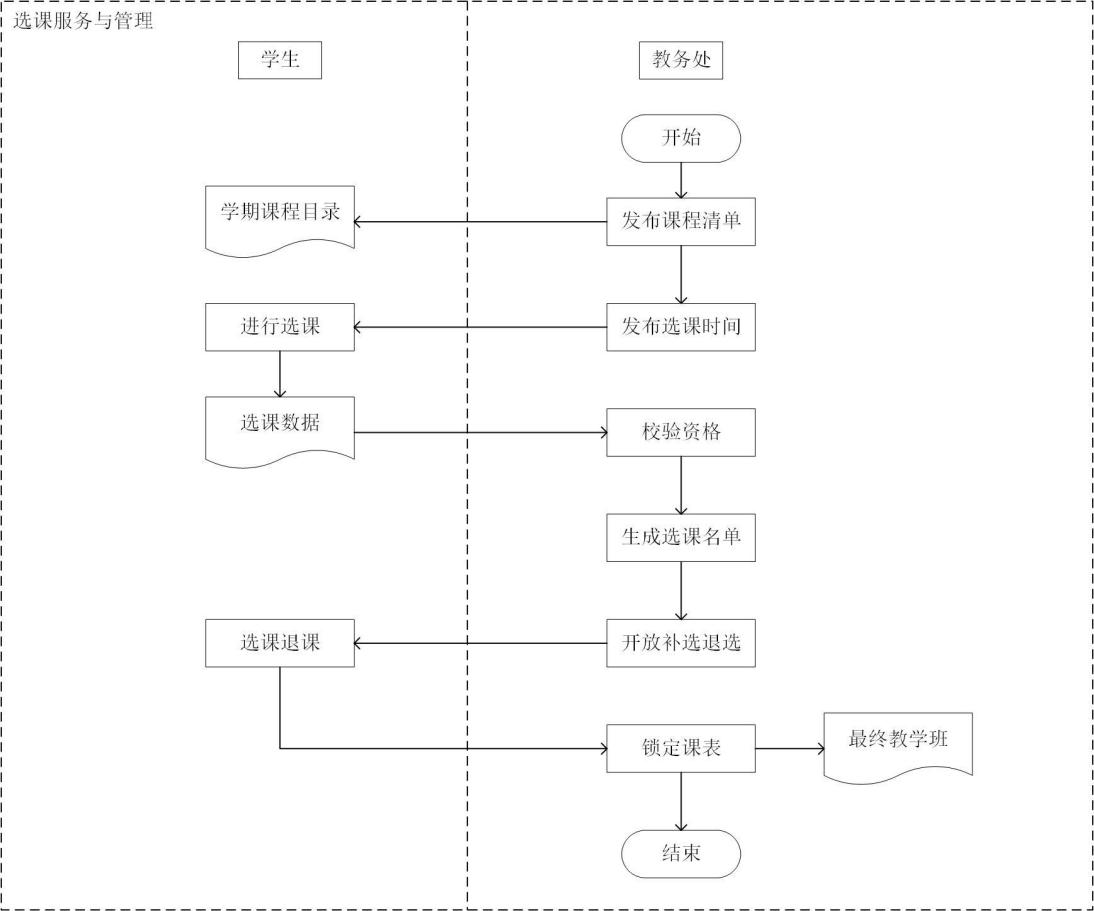 选课服务与管理
学生
教务处
开始
学期课程目录
发布课程清单
进行选课
发布选课时间
选课数据
校验资格
生成选课名单
选课退课
开放补选退选
锁定课表
最终教学班
结束